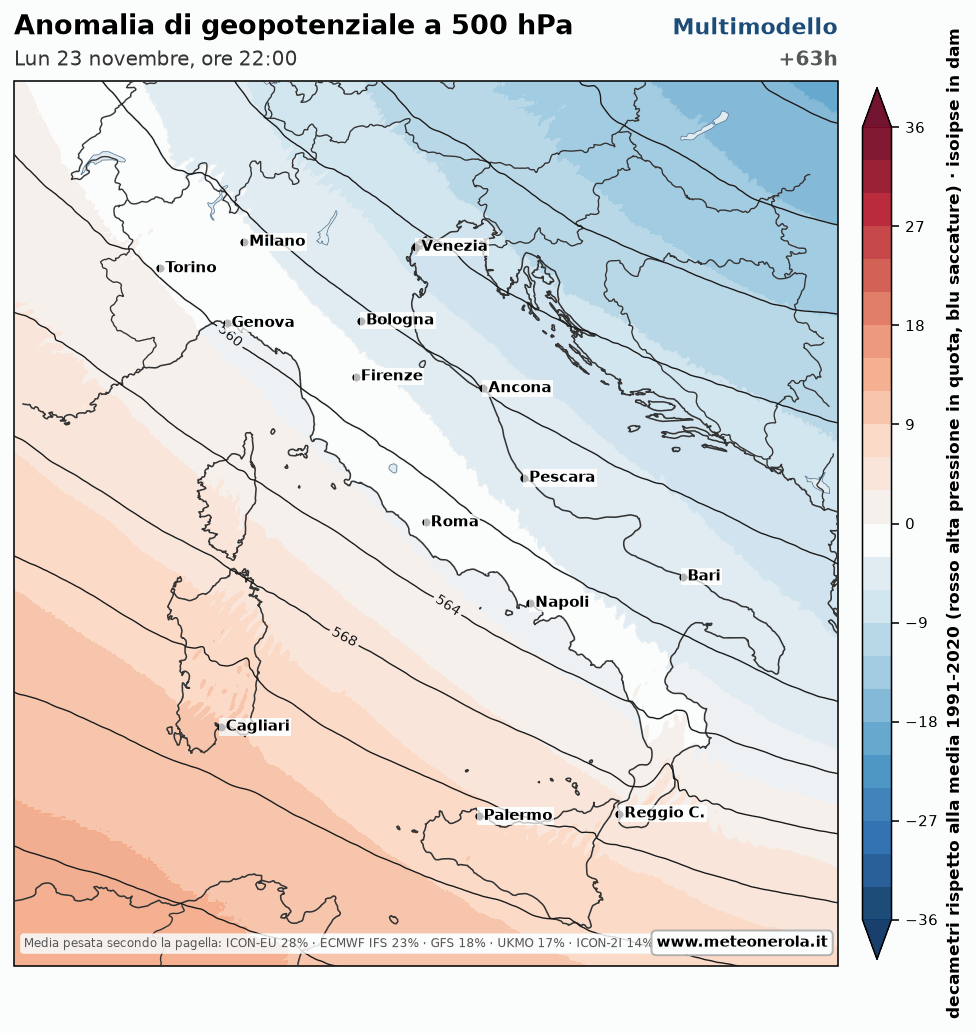 Anomalia di geopotenziale a 500 hPa
Multimodello
Lun 23 novembre, ore 22:00
+63h
Milano
Venezia
Torino
Genova
Bologna
560
Firenze
Ancona
Pescara
Roma
Bari
564
Napoli
568
Cagliari
Palermo
Reggio C.
Media pesata secondo la pagella: ICON-EU 28% · ECMWF IFS 23% · GFS 18% · UKMO 17% · ICON-2I 14%
www.meteonerola.it
36
27
18
9
0
−9
−18
−27
−36
decametri rispetto alla media 1991-2020 (rosso alta pressione in quota, blu saccature) · isoipse in dam